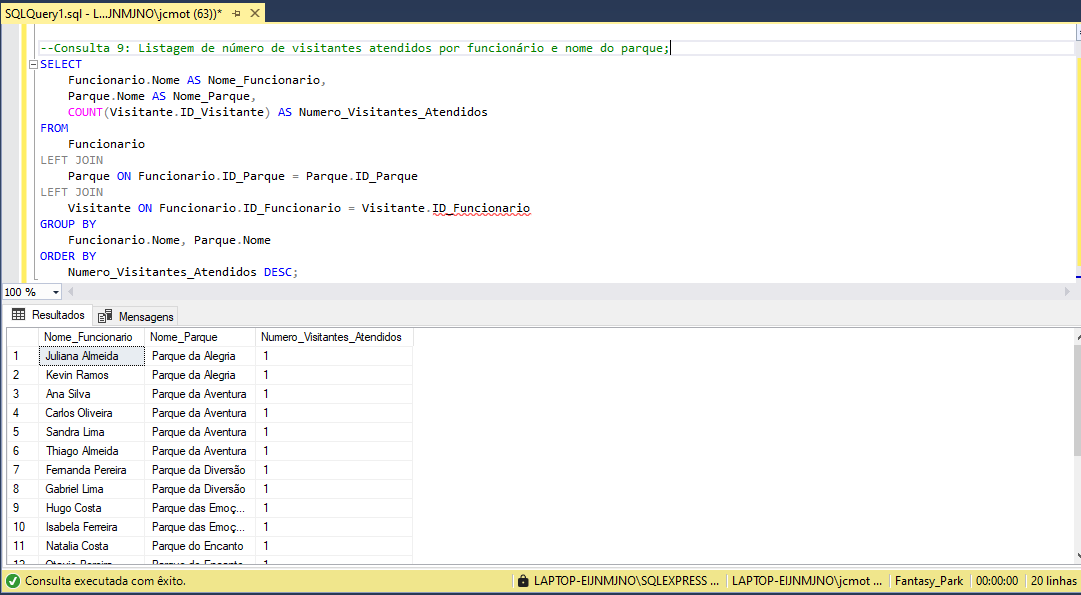 SQLQuery1.sql - L...JNMJNO\jcmot (63))*
--Consulta 9: Listagem de número de visitantes atendidos por funcionário e nome do parque;
SELECT
Funcionario.Nome AS Nome_Funcionario,
Parque.Nome AS Nome_Parque,
COUNT(Visitante.ID_Visitante) AS Numero_Visitantes_Atendidos
FROM
Funcionario
LEFT JOIN
Parque ON Funcionario.ID_Parque = Parque.ID_Parque
LEFT JOIN
Visitante ON Funcionario.ID_Funcionario = Visitante.ID_Funcionario
GROUP BY
Funcionario.Nome, Parque.Nome
ORDER BY
Numero_Visitantes_Atendidos DESC;
100 %
Resultados Mensagens
Nome_Funcionario Nome_Parque Numero_Visitantes_Atendidos
1 Juliana Almeida Parque da Alegria 1
2 Kevin Ramos Parque da Alegria 1
3 Ana Silva Parque da Aventura 1
4 Carlos Oliveira Parque da Aventura 1
5 Sandra Lima Parque da Aventura 1
6 Thiago Almeida Parque da Aventura 1
7 Fernanda Pereira Parque da Diversão 1
8 Gabriel Lima Parque da Diversão 1
9 Hugo Costa Parque das Emoç... 1
10 Isabela Ferreira Parque das Emoç... 1
11 Natalia Costa Parque do Encanto 1
12 Otavio Pereira Parque do Encanto 1
Consulta executada com êxito. LAPTOP-EIJNMJNO\SQLEXPRESS ... LAPTOP-EIJNMJNO\jcmot ... Fantasy_Park 00:00:00 20 linhas